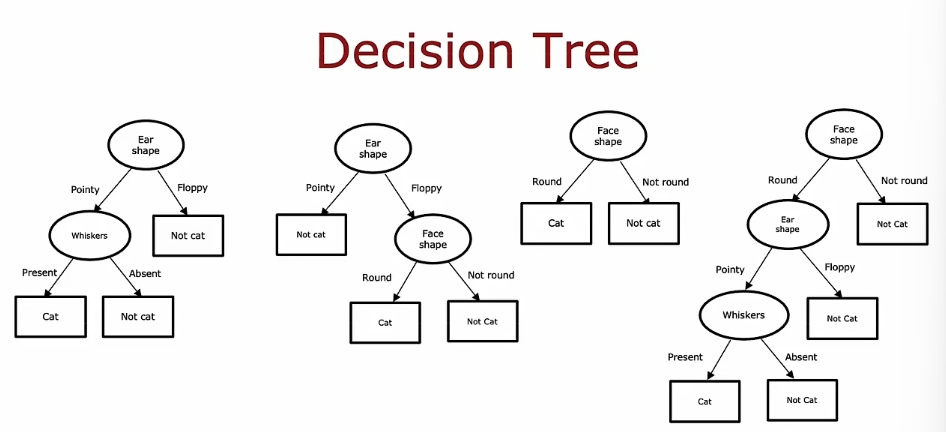 Decision Tree
Ear
shape
Pointy
Floppy
Whiskers
Not cat
Present
Absent
Cat
Not cat
Ear
shape
Pointy
Floppy
Not cat
Face
shape
Round
Not round
Cat
Not Cat
Face
shape
Round
Not round
Cat
Not cat
Face
shape
Round
Not round
Ear
shape
Not Cat
Pointy
Floppy
Whiskers
Not Cat
Present
Absent
Cat
Not Cat